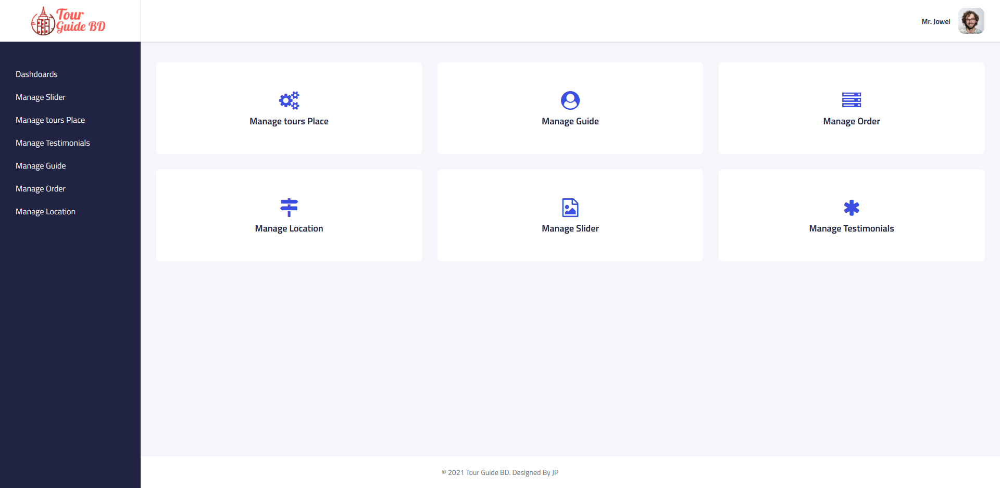 Tour
Guide BD
Mr. Jowel
Dashdoards
Manage Slider
Manage tours Place
Manage Testimonials
Manage Guide
Manage Order
Manage Location
Manage tours Place
Manage Guide
Manage Order
Manage Location
Manage Slider
Manage Testimonials
© 2021 Tour Guide BD. Designed By JP